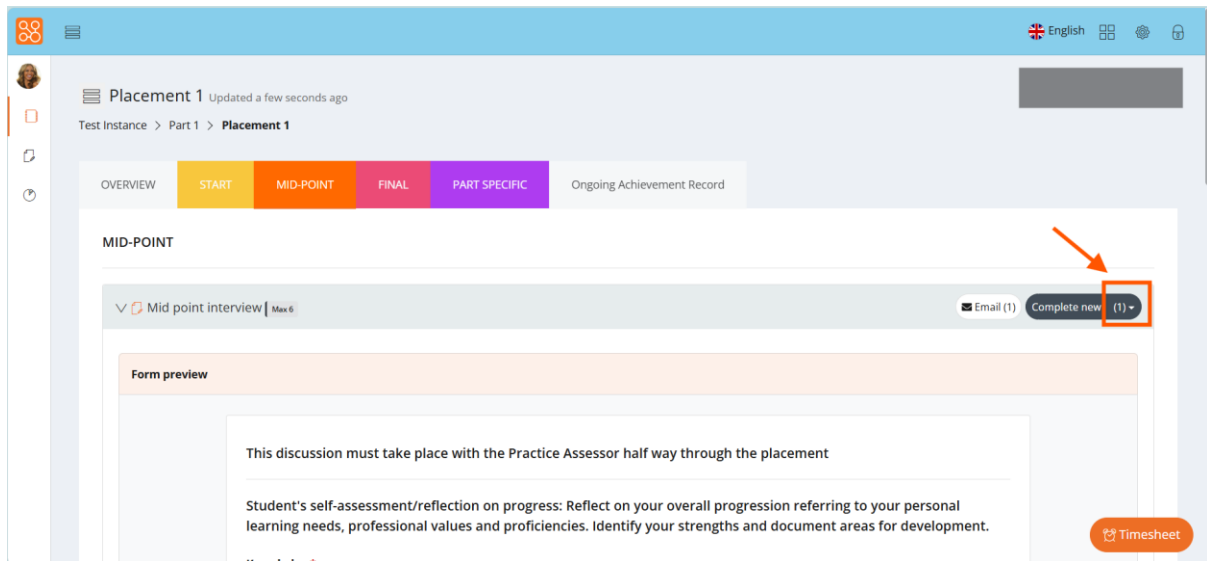 English
Placement 1 Updated a few seconds ago
Test Instance > Part 1 > Placement 1
OVERVIEW START MID-POINT FINAL PART SPECIFIC Ongoing Achievement Record
MID-POINT
Mid point interview Max 6 Email (1) Complete new (1)
Form preview
This discussion must take place with the Practice Assessor half way through the placement
Student's self-assessment/reflection on progress: Reflect on your overall progression referring to your personal
learning needs, professional values and proficiencies. Identify your strengths and document areas for development.
Timesheet